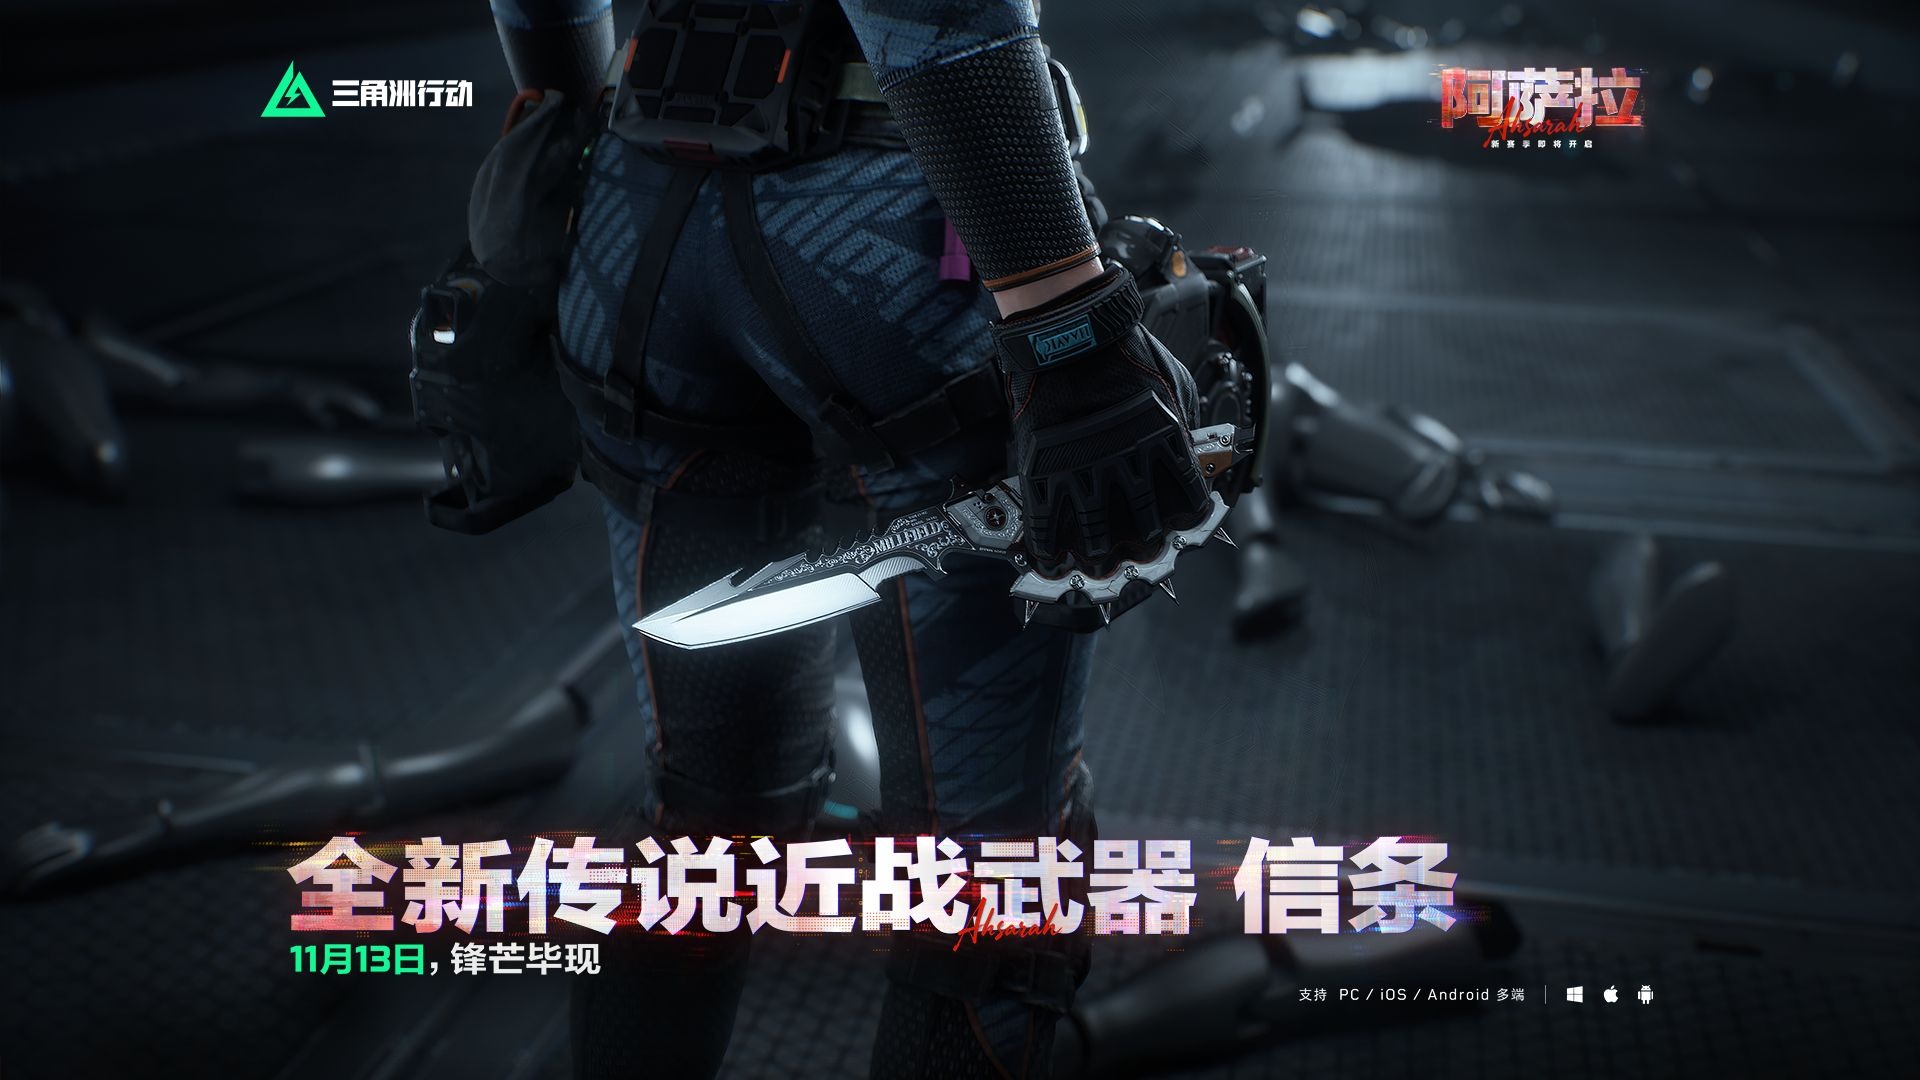 三角洲行动
阿萨拉
Ahsarah
新赛季即将开启
MILLFIELD
全新传说近战武器 信条
Ahsarah
11月13日，锋芒毕现
支持 PC / iOS / Android 多端